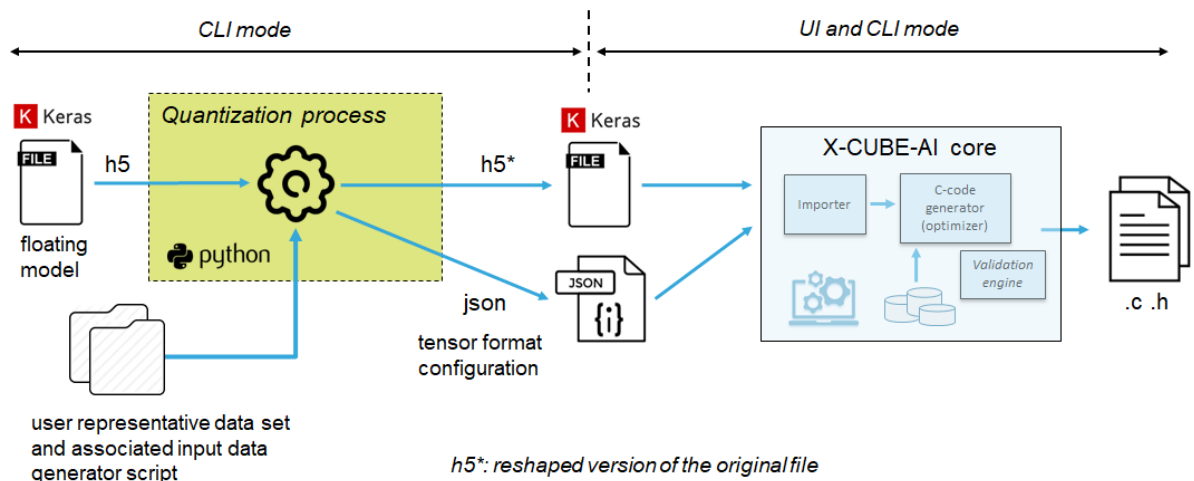 CLI mode
UI and CLI mode
K Keras
FILE
floating
model
h5
Quantization process
python
h5*
json
tensor format
configuration
K Keras
FILE
JSON
{i}
X-CUBE-AI core
Importer
C-code
generator
(optimizer)
Validation
engine
.c .h
user representative data set
and associated input data
generator script
h5*: reshaped version of the original file